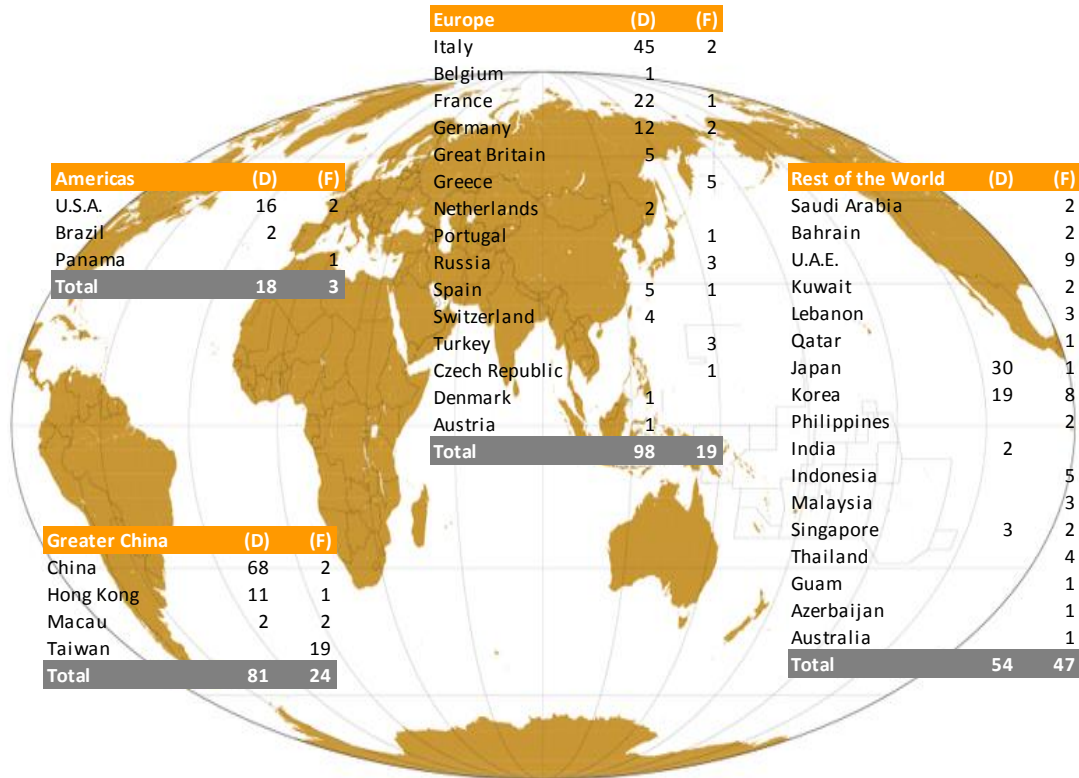 Europe (D) (F)
Italy 45 2
Belgium 1
France 22 1
Germany 12 2
Great Britain 5
Greece 5
Netherlands 2
Portugal 1
Russia 3
Spain 5 1
Switzerland 4
Turkey 3
Czech Republic 1
Denmark 1
Austria 1
Total 98 19
Americas (D) (F)
U.S.A. 16 2
Brazil 2
Panama 1
Total 18 3
Rest of the World (D) (F)
Saudi Arabia 2
Bahrain 2
U.A.E. 9
Kuwait 2
Lebanon 3
Qatar 1
Japan 30 1
Korea 19 8
Philippines 2
India 2
Indonesia 5
Malaysia 3
Singapore 3 2
Thailand 4
Guam 1
Azerbaijan 1
Australia 1
Total 54 47
Greater China (D) (F)
China 68 2
Hong Kong 11 1
Macau 2 2
Taiwan 19
Total 81 24